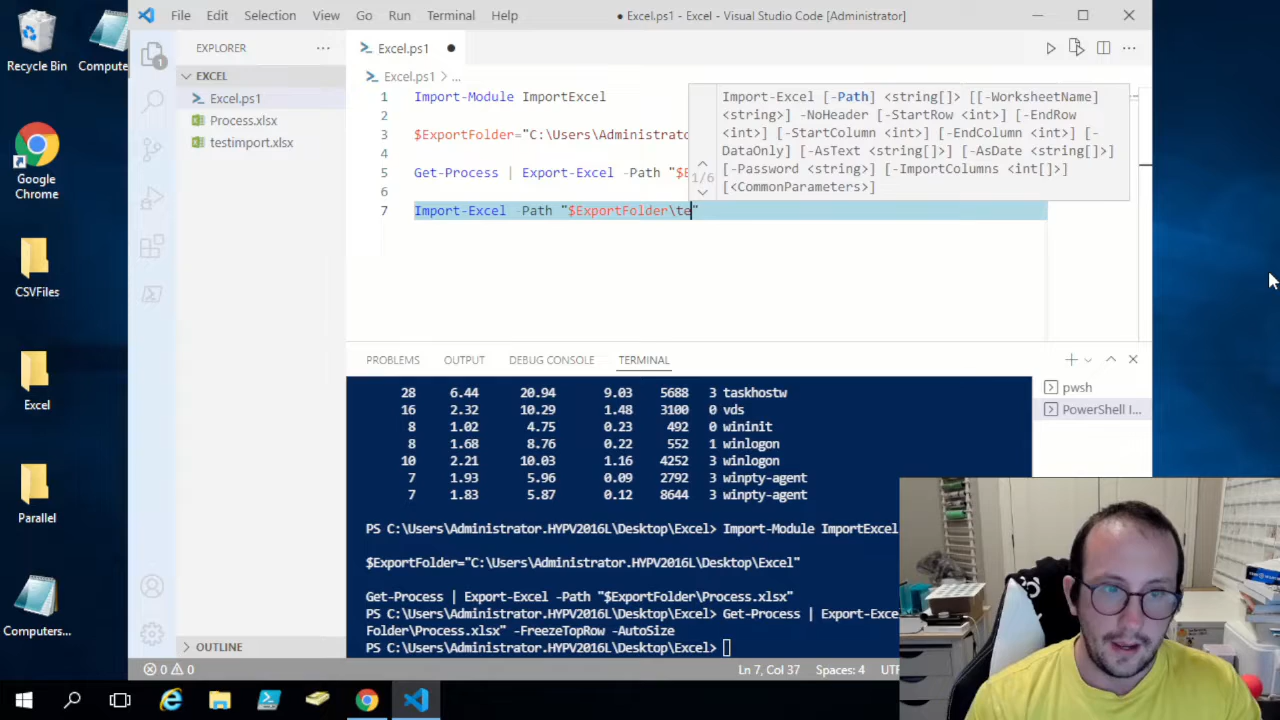 Recycle Bin
Compute
Google
Chrome
CSVFiles
Excel
Parallel
Computers...
File Edit Selection View Go Run Terminal Help
● Excel.ps1 - Excel - Visual Studio Code [Administrator]
EXPLORER
EXCEL
Excel.ps1
Process.xlsx
testimport.xlsx
OUTLINE
Excel.ps1
Excel.ps1 > ...
1 Import-Module ImportExcel
2
3 $ExportFolder="C:\Users\Administrato
4
5 Get-Process | Export-Excel -Path "$E
6
7 Import-Excel -Path "$ExportFolder\te"
Import-Excel [-Path] <string[]> [[-WorksheetName]
<string>] -NoHeader [-StartRow <int>] [-EndRow
<int>] [-StartColumn <int>] [-EndColumn <int>] [-
DataOnly] [-AsText <string[]>] [-AsDate <string[]>]
[-Password <string>] [-ImportColumns <int[]>]
[<CommonParameters>]
1/6
PROBLEMS OUTPUT DEBUG CONSOLE TERMINAL
pwsh
PowerShell I...
28 6.44 20.94 9.03 5688 3 taskhostw
16 2.32 10.29 1.48 3100 0 vds
8 1.02 4.75 0.23 492 0 wininit
8 1.68 8.76 0.22 552 1 winlogon
10 2.21 10.03 1.16 4252 3 winlogon
7 1.93 5.96 0.09 2792 3 winpty-agent
7 1.83 5.87 0.12 8644 3 winpty-agent
PS C:\Users\Administrator.HYPV2016L\Desktop\Excel> Import-Module ImportExcel
$ExportFolder="C:\Users\Administrator.HYPV2016L\Desktop\Excel"
Get-Process | Export-Excel -Path "$ExportFolder\Process.xlsx"
PS C:\Users\Administrator.HYPV2016L\Desktop\Excel> Get-Process | Export-Exce
Folder\Process.xlsx" -FreezeTopRow -AutoSize
PS C:\Users\Administrator.HYPV2016L\Desktop\Excel>
0 0 Ln 7, Col 37 Spaces: 4 UTF